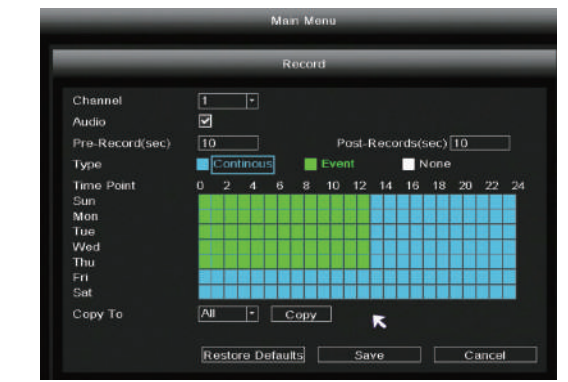 Main Menu
Record
Channel 1
Audio
Pre-Record(sec) 10 Post-Records(sec) 10
Type Continous Event None
Time Point 0 2 4 6 8 10 12 14 16 18 20 22 24
Sun
Mon
Tue
Wed
Thu
Fri
Sat
Copy To All Copy
Restore Defaults Save Cancel